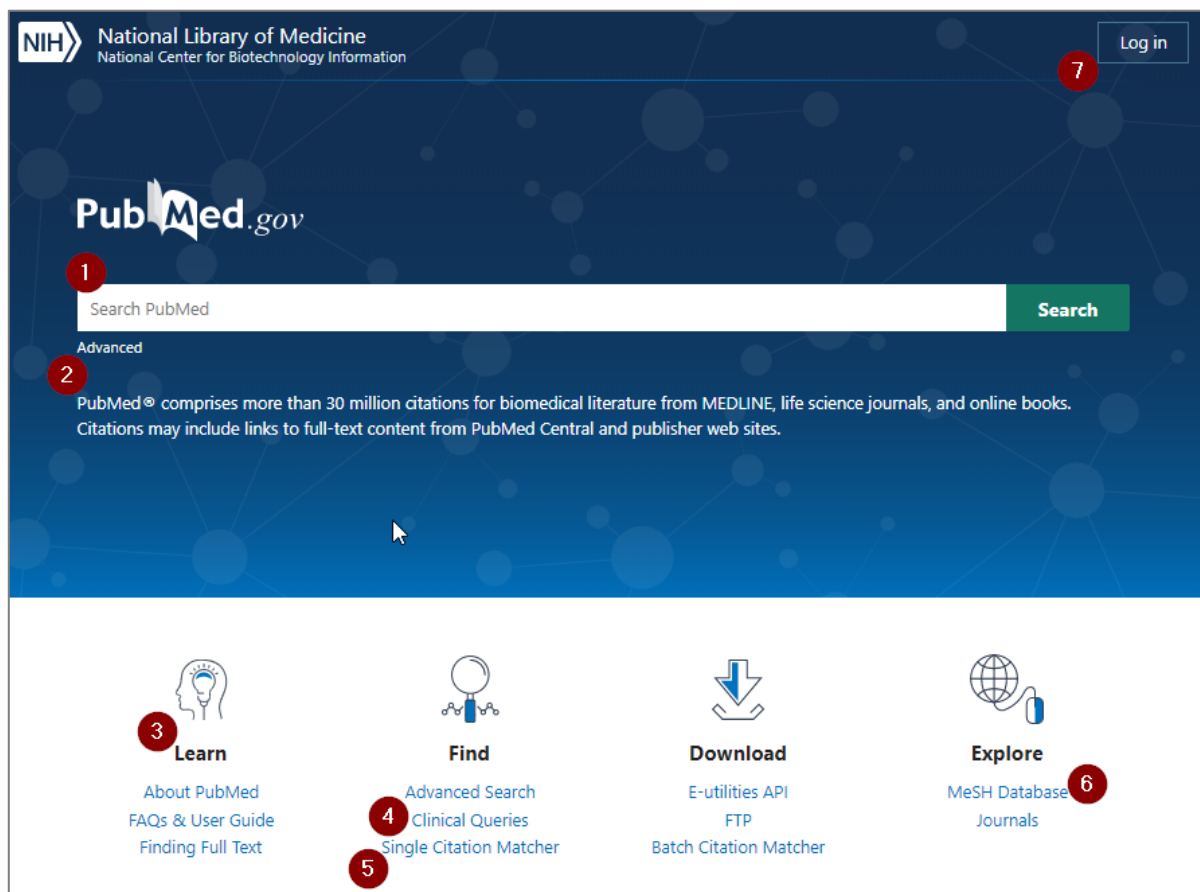 NIH
National Library of Medicine
National Center for Biotechnology Information
Log in
7
PubMed.gov
1
Search PubMed
Search
Advanced
2
PubMed® comprises more than 30 million citations for biomedical literature from MEDLINE, life science journals, and online books.
Citations may include links to full-text content from PubMed Central and publisher web sites.
3
Learn
About PubMed
FAQs & User Guide
Finding Full Text
Find
Advanced Search
4
Clinical Queries
5
Single Citation Matcher
Download
E-utilities API
FTP
Batch Citation Matcher
Explore
MeSH Database
6
Journals